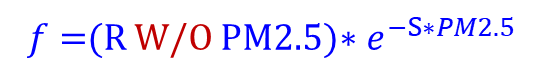 f =(R W/O PM2.5)* e^{-S*PM2.5}